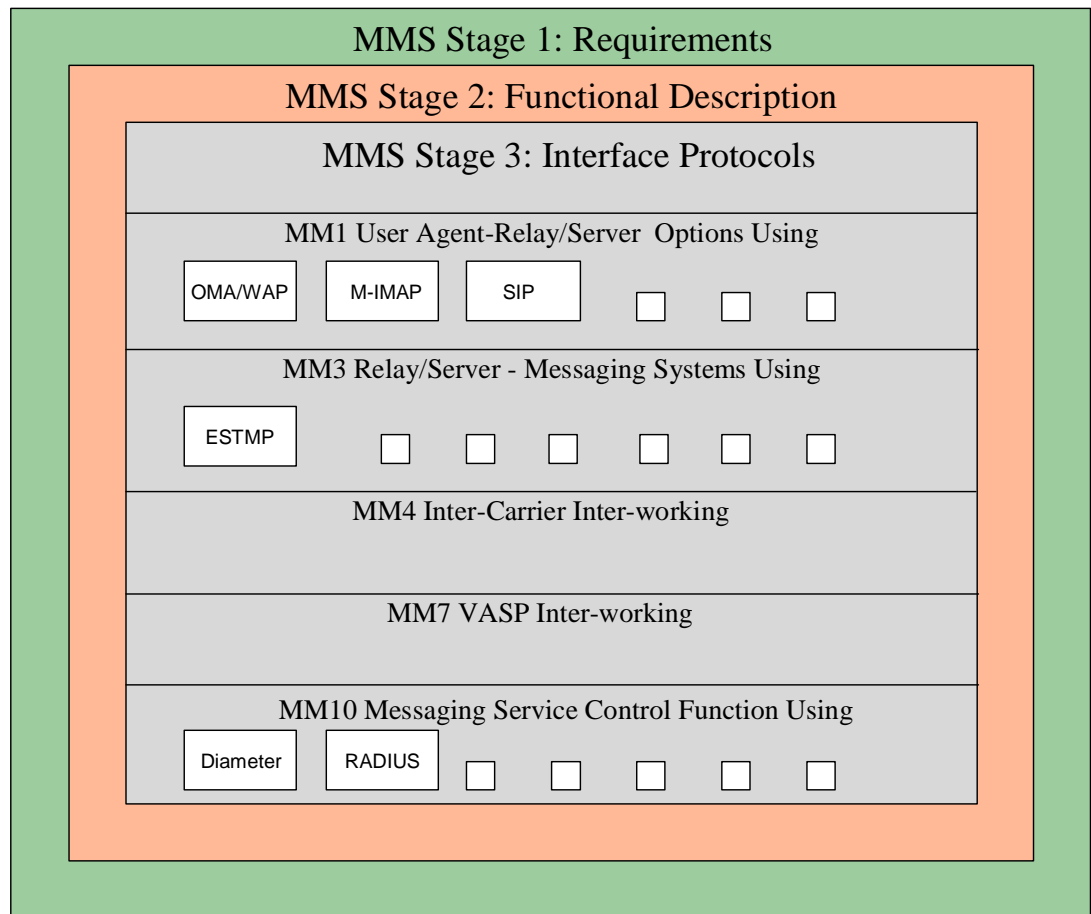 MMS Stage 1: Requirements
MMS Stage 2: Functional Description
MMS Stage 3: Interface Protocols
MM1 User Agent-Relay/Server Options Using
OMA/WAP M-IMAP SIP
MM3 Relay/Server - Messaging Systems Using
ESTMP
MM4 Inter-Carrier Inter-working
MM7 VASP Inter-working
MM10 Messaging Service Control Function Using
Diameter RADIUS